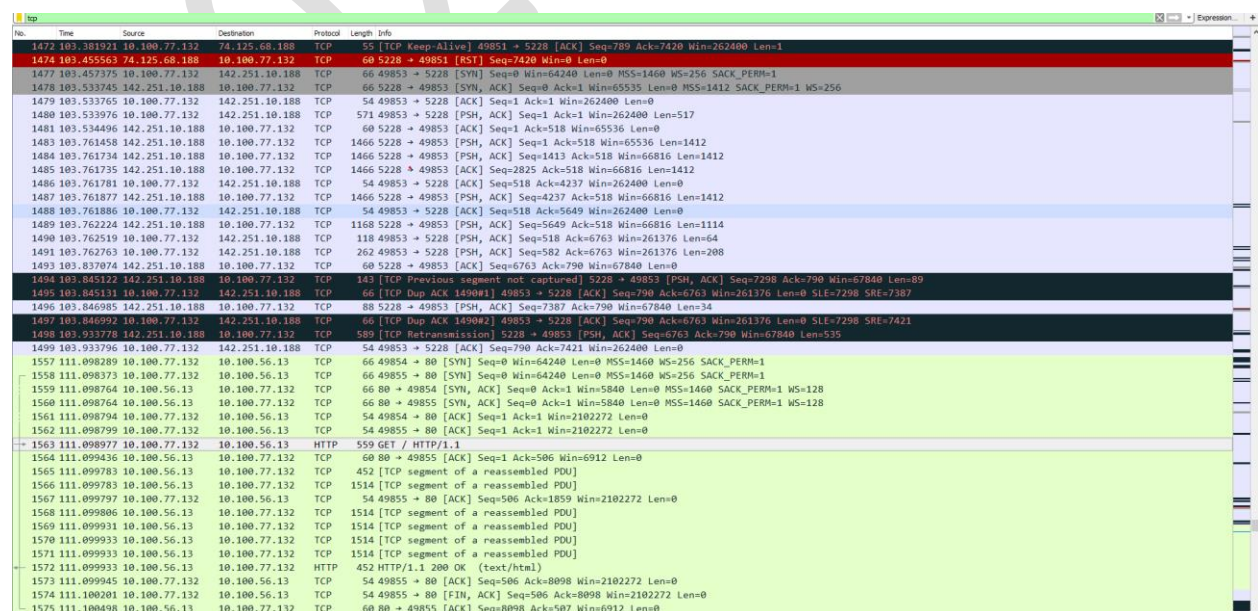 tcp Expression... +
No. Time Source Destination Protocol Length Info
1472 103.381921 10.100.77.132 74.125.68.188 TCP 55 [TCP Keep-Alive] 49851 → 5228 [ACK] Seq=789 Ack=7420 Win=262400 Len=1
1474 103.455563 74.125.68.188 10.100.77.132 TCP 60 5228 → 49851 [RST] Seq=7420 Win=0 Len=0
1477 103.457375 10.100.77.132 142.251.10.188 TCP 66 49853 → 5228 [SYN] Seq=0 Win=64240 Len=0 MSS=1460 WS=256 SACK_PERM=1
1478 103.533745 142.251.10.188 10.100.77.132 TCP 66 5228 → 49853 [SYN, ACK] Seq=0 Ack=1 Win=65535 Len=0 MSS=1412 SACK_PERM=1 WS=256
1479 103.533765 10.100.77.132 142.251.10.188 TCP 54 49853 → 5228 [ACK] Seq=1 Ack=1 Win=262400 Len=0
1480 103.533976 10.100.77.132 142.251.10.188 TCP 571 49853 → 5228 [PSH, ACK] Seq=1 Ack=1 Win=262400 Len=517
1481 103.534496 142.251.10.188 10.100.77.132 TCP 60 5228 → 49853 [ACK] Seq=1 Ack=518 Win=65536 Len=0
1483 103.761458 142.251.10.188 10.100.77.132 TCP 1466 5228 → 49853 [PSH, ACK] Seq=1 Ack=518 Win=65536 Len=1412
1484 103.761734 142.251.10.188 10.100.77.132 TCP 1466 5228 → 49853 [PSH, ACK] Seq=1413 Ack=518 Win=66816 Len=1412
1485 103.761735 142.251.10.188 10.100.77.132 TCP 1466 5228 → 49853 [ACK] Seq=2825 Ack=518 Win=66816 Len=1412
1486 103.761781 10.100.77.132 142.251.10.188 TCP 54 49853 → 5228 [ACK] Seq=518 Ack=4237 Win=262400 Len=0
1487 103.761877 142.251.10.188 10.100.77.132 TCP 1466 5228 → 49853 [PSH, ACK] Seq=4237 Ack=518 Win=66816 Len=1412
1488 103.761886 10.100.77.132 142.251.10.188 TCP 54 49853 → 5228 [ACK] Seq=518 Ack=5649 Win=262400 Len=0
1489 103.762224 142.251.10.188 10.100.77.132 TCP 1168 5228 → 49853 [PSH, ACK] Seq=5649 Ack=518 Win=66816 Len=1114
1490 103.762519 10.100.77.132 142.251.10.188 TCP 118 49853 → 5228 [PSH, ACK] Seq=518 Ack=6763 Win=261376 Len=64
1491 103.762763 10.100.77.132 142.251.10.188 TCP 262 49853 → 5228 [PSH, ACK] Seq=582 Ack=6763 Win=261376 Len=208
1493 103.837074 142.251.10.188 10.100.77.132 TCP 60 5228 → 49853 [ACK] Seq=6763 Ack=790 Win=67840 Len=0
1494 103.845122 142.251.10.188 10.100.77.132 TCP 143 [TCP Previous segment not captured] 5228 → 49853 [PSH, ACK] Seq=7298 Ack=790 Win=67840 Len=89
1495 103.845131 10.100.77.132 142.251.10.188 TCP 66 [TCP Dup ACK 1490#1] 49853 → 5228 [ACK] Seq=790 Ack=6763 Win=261376 Len=0 SLE=7298 SRE=7387
1496 103.846985 142.251.10.188 10.100.77.132 TCP 88 5228 → 49853 [PSH, ACK] Seq=7387 Ack=790 Win=67840 Len=34
1497 103.846992 10.100.77.132 142.251.10.188 TCP 66 [TCP Dup ACK 1490#2] 49853 → 5228 [ACK] Seq=790 Ack=6763 Win=261376 Len=0 SLE=7298 SRE=7421
1498 103.933778 142.251.10.188 10.100.77.132 TCP 589 [TCP Retransmission] 5228 → 49853 [PSH, ACK] Seq=6763 Ack=790 Win=67840 Len=535
1499 103.933796 10.100.77.132 142.251.10.188 TCP 54 49853 → 5228 [ACK] Seq=790 Ack=7421 Win=262400 Len=0
1557 111.098289 10.100.77.132 10.100.56.13 TCP 66 49854 → 80 [SYN] Seq=0 Win=64240 Len=0 MSS=1460 WS=256 SACK_PERM=1
1558 111.098373 10.100.77.132 10.100.56.13 TCP 66 49855 → 80 [SYN] Seq=0 Win=64240 Len=0 MSS=1460 WS=256 SACK_PERM=1
1559 111.098764 10.100.56.13 10.100.77.132 TCP 66 80 → 49854 [SYN, ACK] Seq=0 Ack=1 Win=5840 Len=0 MSS=1460 SACK_PERM=1 WS=128
1560 111.098764 10.100.56.13 10.100.77.132 TCP 66 80 → 49855 [SYN, ACK] Seq=0 Ack=1 Win=5840 Len=0 MSS=1460 SACK_PERM=1 WS=128
1561 111.098794 10.100.77.132 10.100.56.13 TCP 54 49854 → 80 [ACK] Seq=1 Ack=1 Win=2102272 Len=0
1562 111.098799 10.100.77.132 10.100.56.13 TCP 54 49855 → 80 [ACK] Seq=1 Ack=1 Win=2102272 Len=0
1563 111.098977 10.100.77.132 10.100.56.13 HTTP 559 GET / HTTP/1.1
1564 111.099436 10.100.56.13 10.100.77.132 TCP 60 80 → 49855 [ACK] Seq=1 Ack=506 Win=6912 Len=0
1565 111.099783 10.100.56.13 10.100.77.132 TCP 452 [TCP segment of a reassembled PDU]
1566 111.099783 10.100.56.13 10.100.77.132 TCP 1514 [TCP segment of a reassembled PDU]
1567 111.099797 10.100.77.132 10.100.56.13 TCP 54 49855 → 80 [ACK] Seq=506 Ack=1859 Win=2102272 Len=0
1568 111.099806 10.100.56.13 10.100.77.132 TCP 1514 [TCP segment of a reassembled PDU]
1569 111.099931 10.100.56.13 10.100.77.132 TCP 1514 [TCP segment of a reassembled PDU]
1570 111.099933 10.100.56.13 10.100.77.132 TCP 1514 [TCP segment of a reassembled PDU]
1571 111.099933 10.100.56.13 10.100.77.132 TCP 1514 [TCP segment of a reassembled PDU]
1572 111.099933 10.100.56.13 10.100.77.132 HTTP 452 HTTP/1.1 200 OK (text/html)
1573 111.099945 10.100.77.132 10.100.56.13 TCP 54 49855 → 80 [ACK] Seq=506 Ack=8098 Win=2102272 Len=0
1574 111.100201 10.100.77.132 10.100.56.13 TCP 54 49855 → 80 [FIN, ACK] Seq=506 Ack=8098 Win=2102272 Len=0
1575 111.100498 10.100.56.13 10.100.77.132 TCP 60 80 → 49855 [ACK] Seq=8098 Ack=507 Win=6912 Len=0